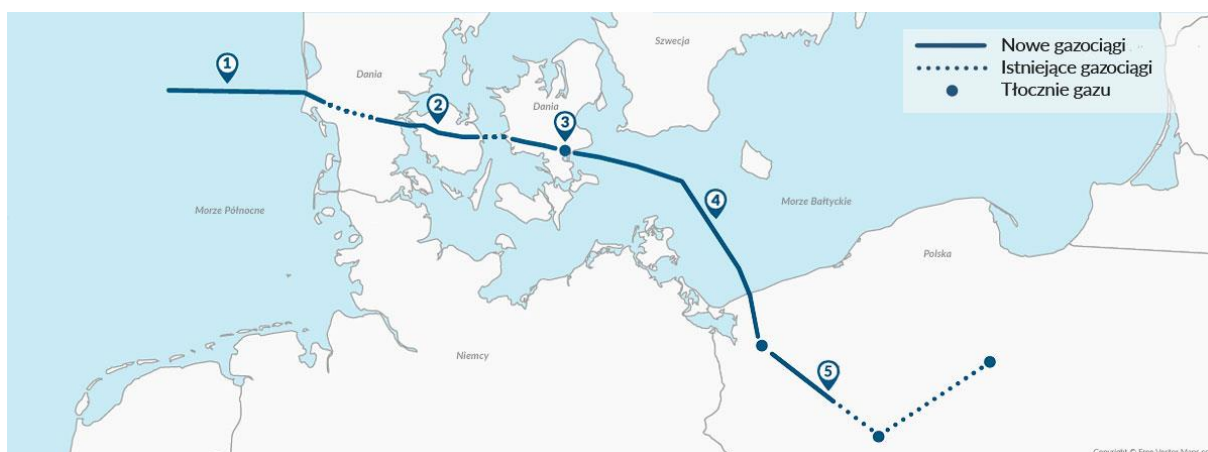 Szwecja
Nowe gazociągi
Istniejące gazociągi
Tłocznie gazu
1
Dania
2
Dania
3
4
Morze Północne
Morze Bałtyckie
Polska
Niemcy
5